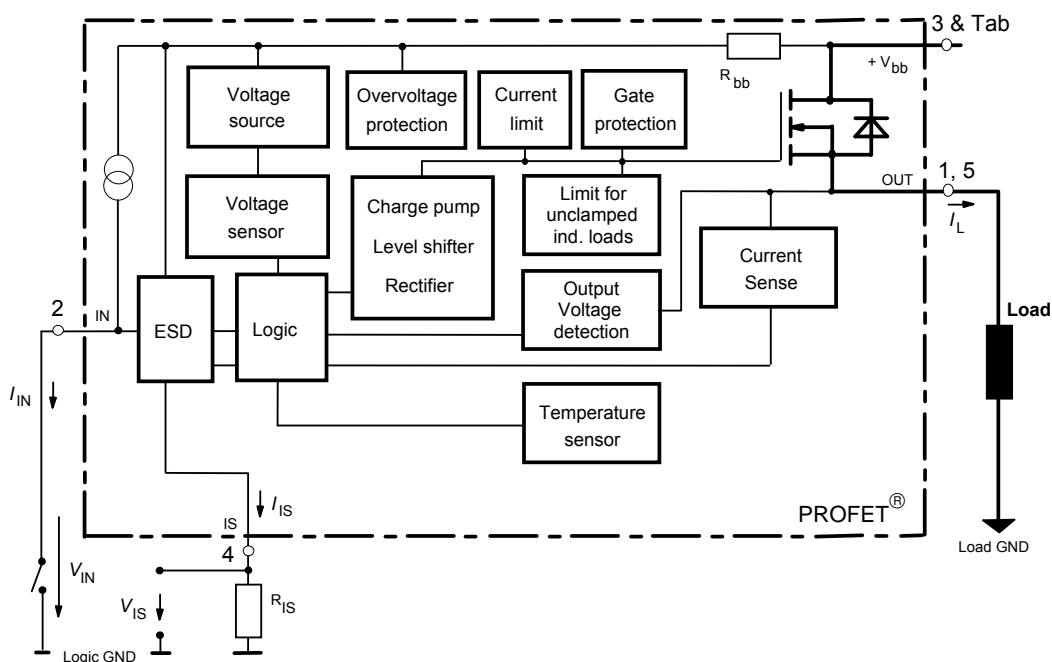 3 & Tab
R bb
+ V bb
Voltage
source
Overvoltage
protection
Current
limit
Gate
protection
OUT
1, 5
I L
Voltage
sensor
Charge pump
Level shifter
Rectifier
Limit for
unclamped
ind. loads
Current
Sense
2
IN
ESD
Logic
Output
Voltage
detection
Load
I IN
Temperature
sensor
I IS
IS
PROFET®
4
Load GND
V IN
V IS
R IS
Logic GND